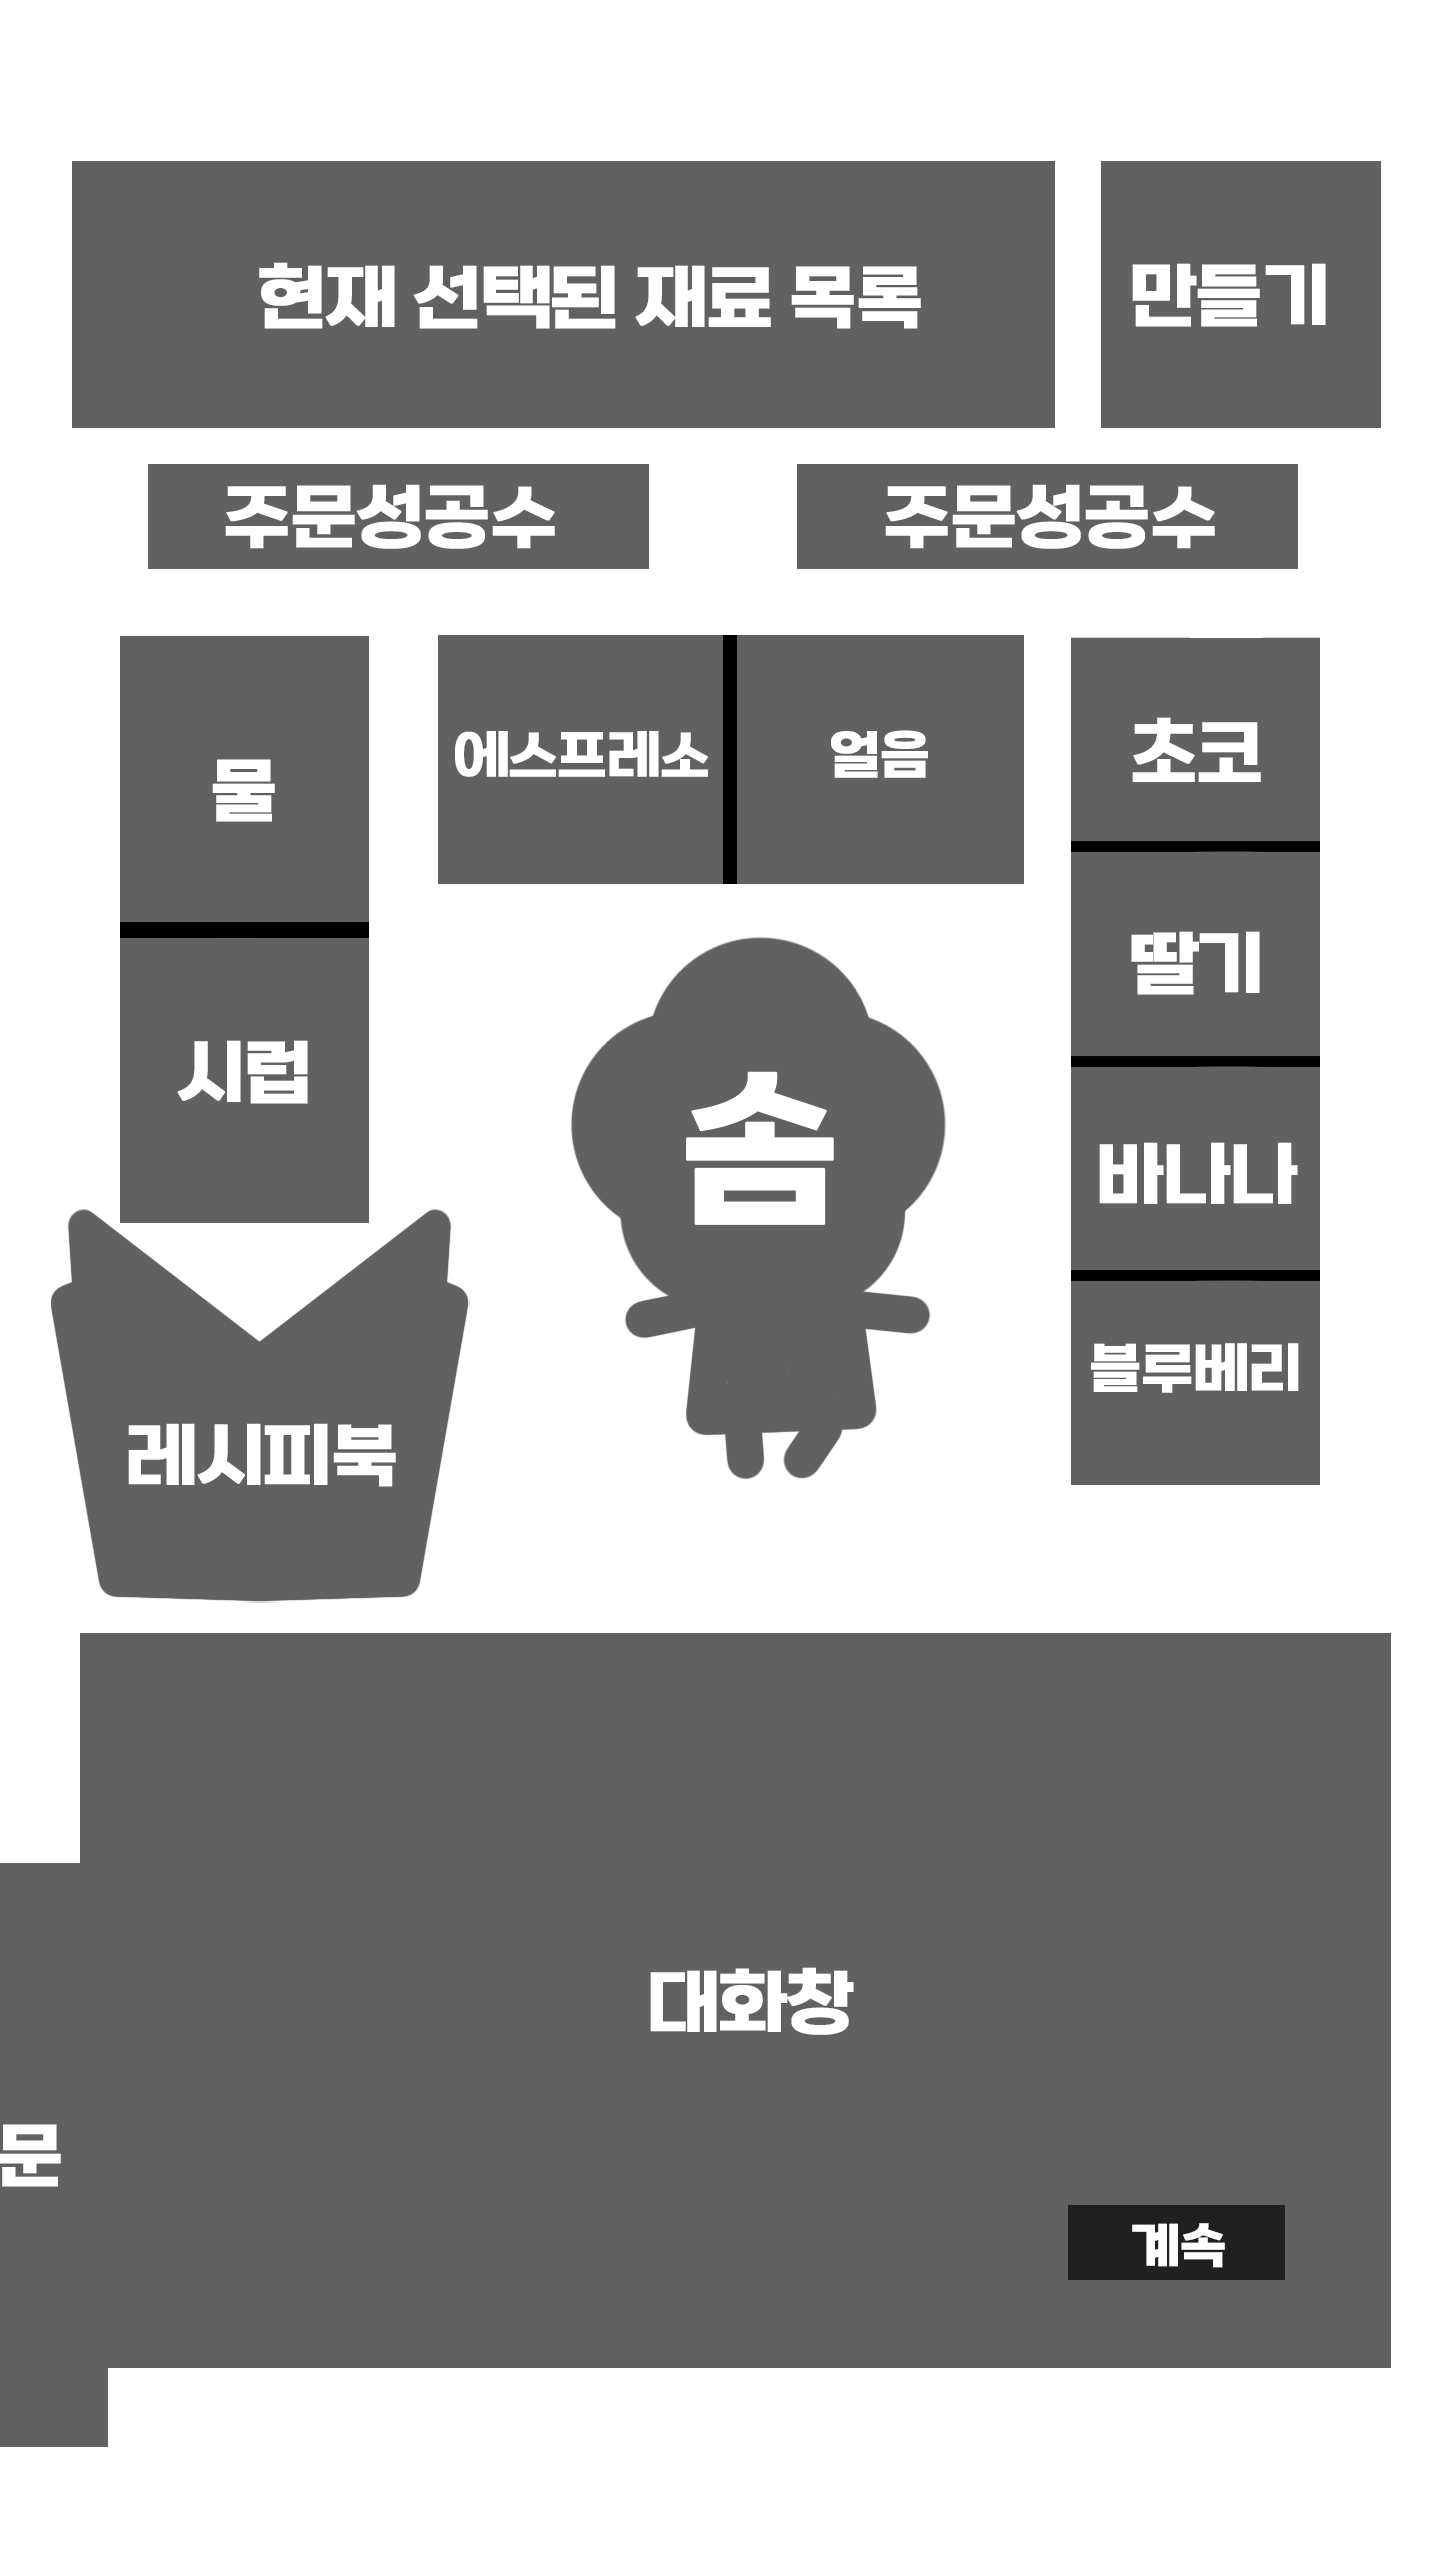 현재 선택된 재료 목록
만들기
주문성공수
주문성공수
물
에스프레소
얼음
초코
딸기
시럽
솜
바나나
블루베리
레시피북
대화창
문
계속